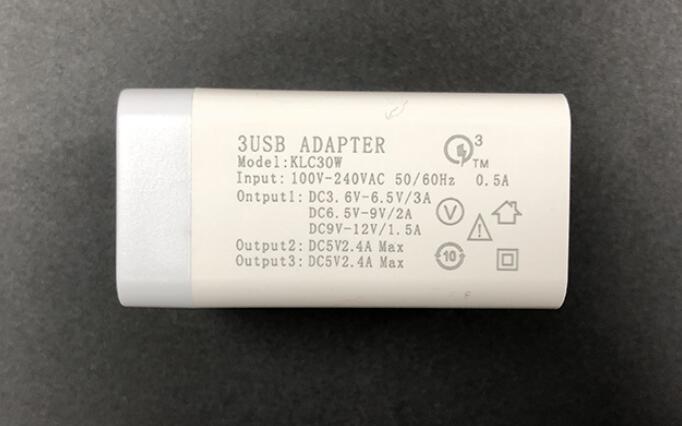 3USB ADAPTER
Model:KLC30W
Input: 100V-240VAC 50/60Hz 0.5A
Ontput1: DC3.6V-6.5V/3A
DC6.5V-9V/2A
DC9V-12V/1.5A
Output2: DC5V2.4A Max
Output3: DC5V2.4A Max
3
TM
V
10